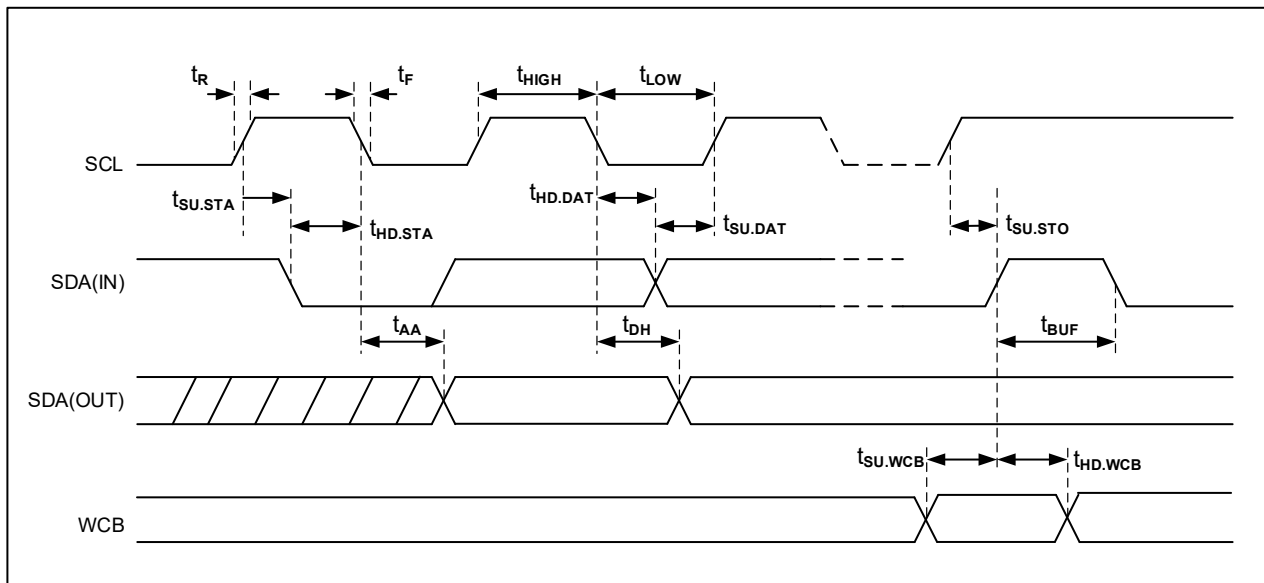 tR
tF
tHIGH
tLOW
SCL
tSU.STA
tHD.STA
tHD.DAT
tSU.DAT
tSU.STO
SDA(IN)
tAA
tDH
tBUF
SDA(OUT)
tSU.WCB
tHD.WCB
WCB